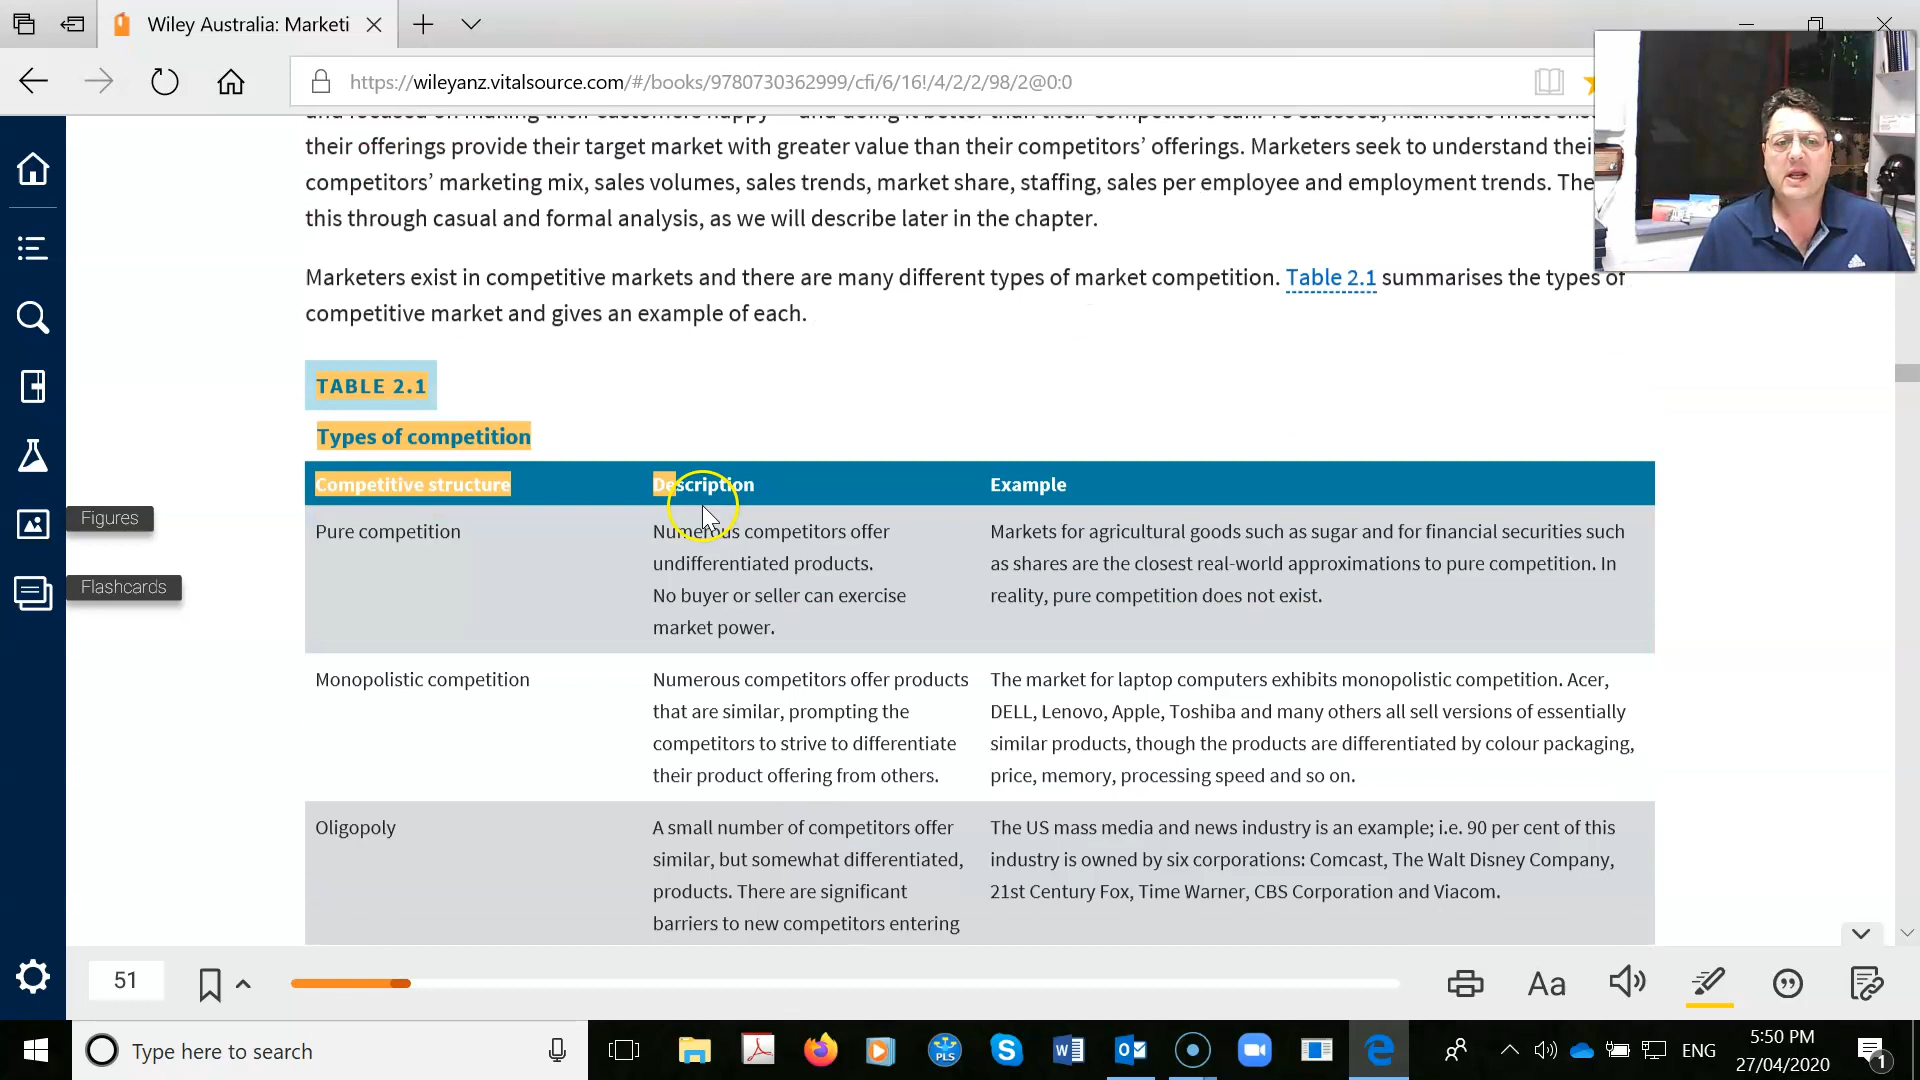 Wiley Australia: Marketi
https://wileyanz.vitalsource.com/#/books/9780730362999/cfi/6/16!/4/2/2/98/2@0:0
their offerings provide their target market with greater value than their competitors' offerings. Marketers seek to understand thei
competitors' marketing mix, sales volumes, sales trends, market share, staffing, sales per employee and employment trends. The
this through casual and formal analysis, as we will describe later in the chapter.
Marketers exist in competitive markets and there are many different types of market competition. Table 2.1 summarises the types of
competitive market and gives an example of each.
TABLE 2.1
Types of competition
Competitive structure Description Example
Pure competition Numerous competitors offer Markets for agricultural goods such as sugar and for financial securities such
undifferentiated products. as shares are the closest real-world approximations to pure competition. In
No buyer or seller can exercise reality, pure competition does not exist.
market power.
Monopolistic competition Numerous competitors offer products The market for laptop computers exhibits monopolistic competition. Acer,
that are similar, prompting the DELL, Lenovo, Apple, Toshiba and many others all sell versions of essentially
competitors to strive to differentiate similar products, though the products are differentiated by colour packaging,
their product offering from others. price, memory, processing speed and so on.
Oligopoly A small number of competitors offer The US mass media and news industry is an example; i.e. 90 per cent of this
similar, but somewhat differentiated, industry is owned by six corporations: Comcast, The Walt Disney Company,
products. There are significant 21st Century Fox, Time Warner, CBS Corporation and Viacom.
barriers to new competitors entering
Figures
Flashcards
51
Aa
Type here to search
PLS
ENG
5:50 PM
27/04/2020
1